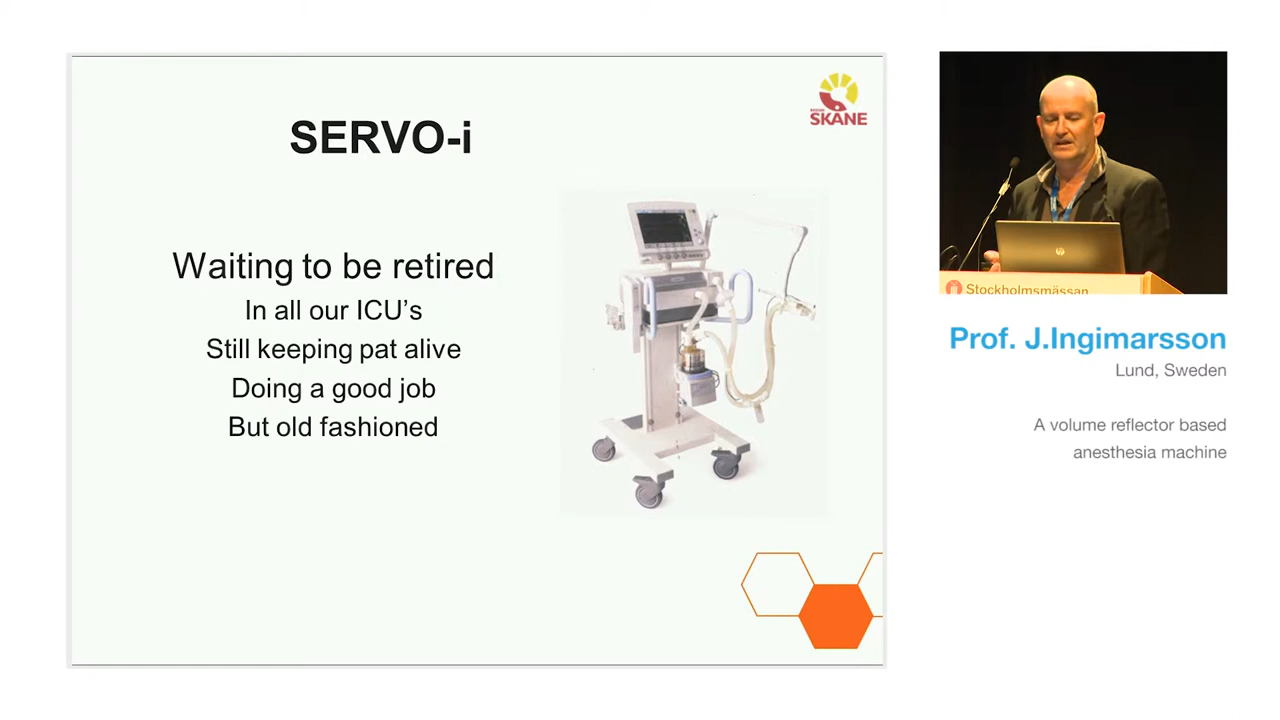 SERVO-i
REGION
SKÅNE
Waiting to be retired
In all our ICU’s
Still keeping pat alive
Doing a good job
But old fashioned
hp
Stockholmsmässan
Prof. J.Ingimarsson
Lund, Sweden
A volume reflector based
anesthesia machine